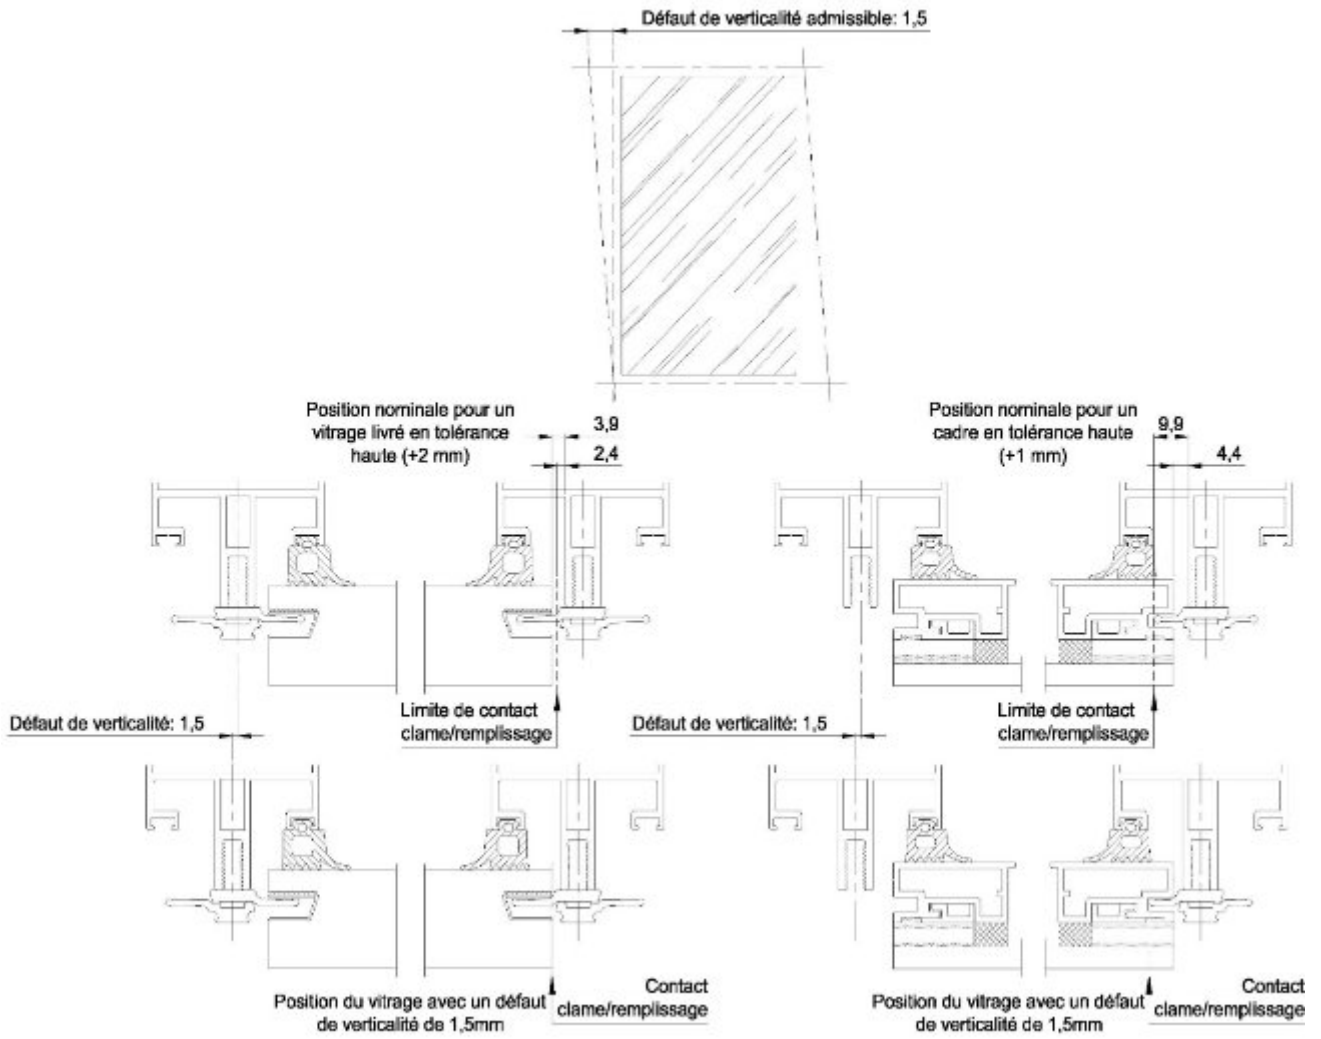 Défaut de verticalité admissible: 1,5
Position nominale pour un
vitrage livré en tolérance
haute (+2 mm)
3,9
2,4
Position nominale pour un
cadre en tolérance haute
(+1 mm)
9,9
4,4
Défaut de verticalité: 1,5
Limite de contact
clame/remplissage
Défaut de verticalité: 1,5
Limite de contact
clame/remplissage
Position du vitrage avec un défaut
de verticalité de 1,5mm
Contact
clame/remplissage
Position du vitrage avec un défaut
de verticalité de 1,5mm
Contact
clame/remplissage